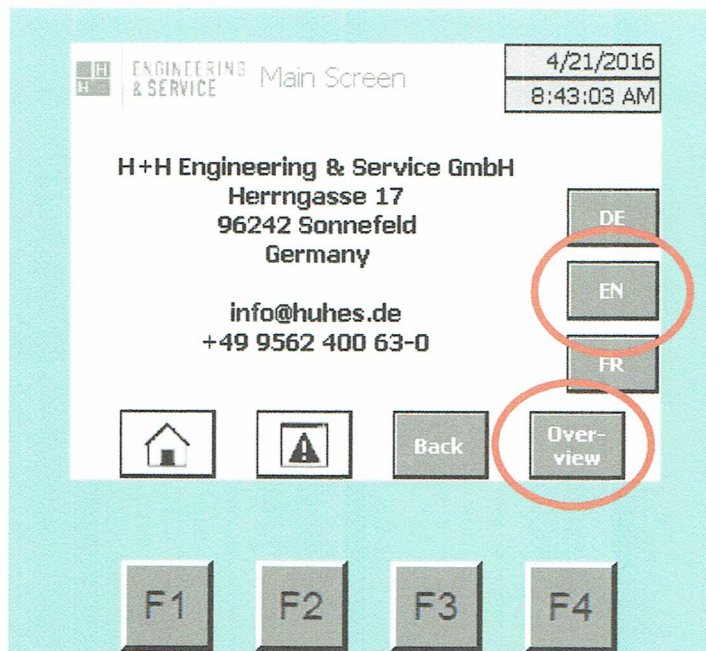 H H
ENGINEERING
& SERVICE
Main Screen
4/21/2016
8:43:03 AM
H+H Engineering & Service GmbH
Herrngasse 17
96242 Sonnefeld
Germany
info@huhes.de
+49 9562 400 63-0
DE
EN
FR
Back
Over-
view
F1 F2 F3 F4